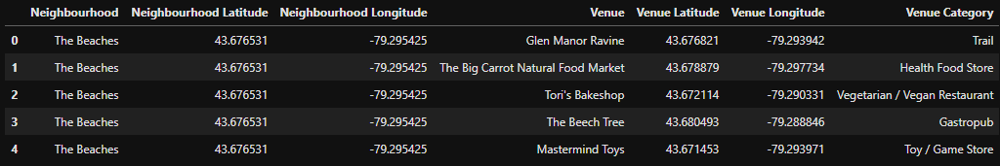 Neighbourhood Neighbourhood Latitude Neighbourhood Longitude Venue Venue Latitude Venue Longitude Venue Category
0 The Beaches 43.676531 -79.295425 Glen Manor Ravine 43.676821 -79.293942 Trail
1 The Beaches 43.676531 -79.295425 The Big Carrot Natural Food Market 43.678879 -79.297734 Health Food Store
2 The Beaches 43.676531 -79.295425 Tori's Bakeshop 43.672114 -79.290331 Vegetarian / Vegan Restaurant
3 The Beaches 43.676531 -79.295425 The Beech Tree 43.680493 -79.288846 Gastropub
4 The Beaches 43.676531 -79.295425 Mastermind Toys 43.671453 -79.293971 Toy / Game Store